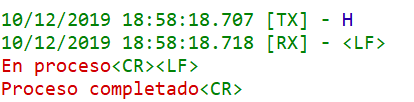 10/12/2019 18:58:18.707 [TX] - H
10/12/2019 18:58:18.718 [RX] - <LF>
En proceso<CR><LF>
Proceso completado<CR>